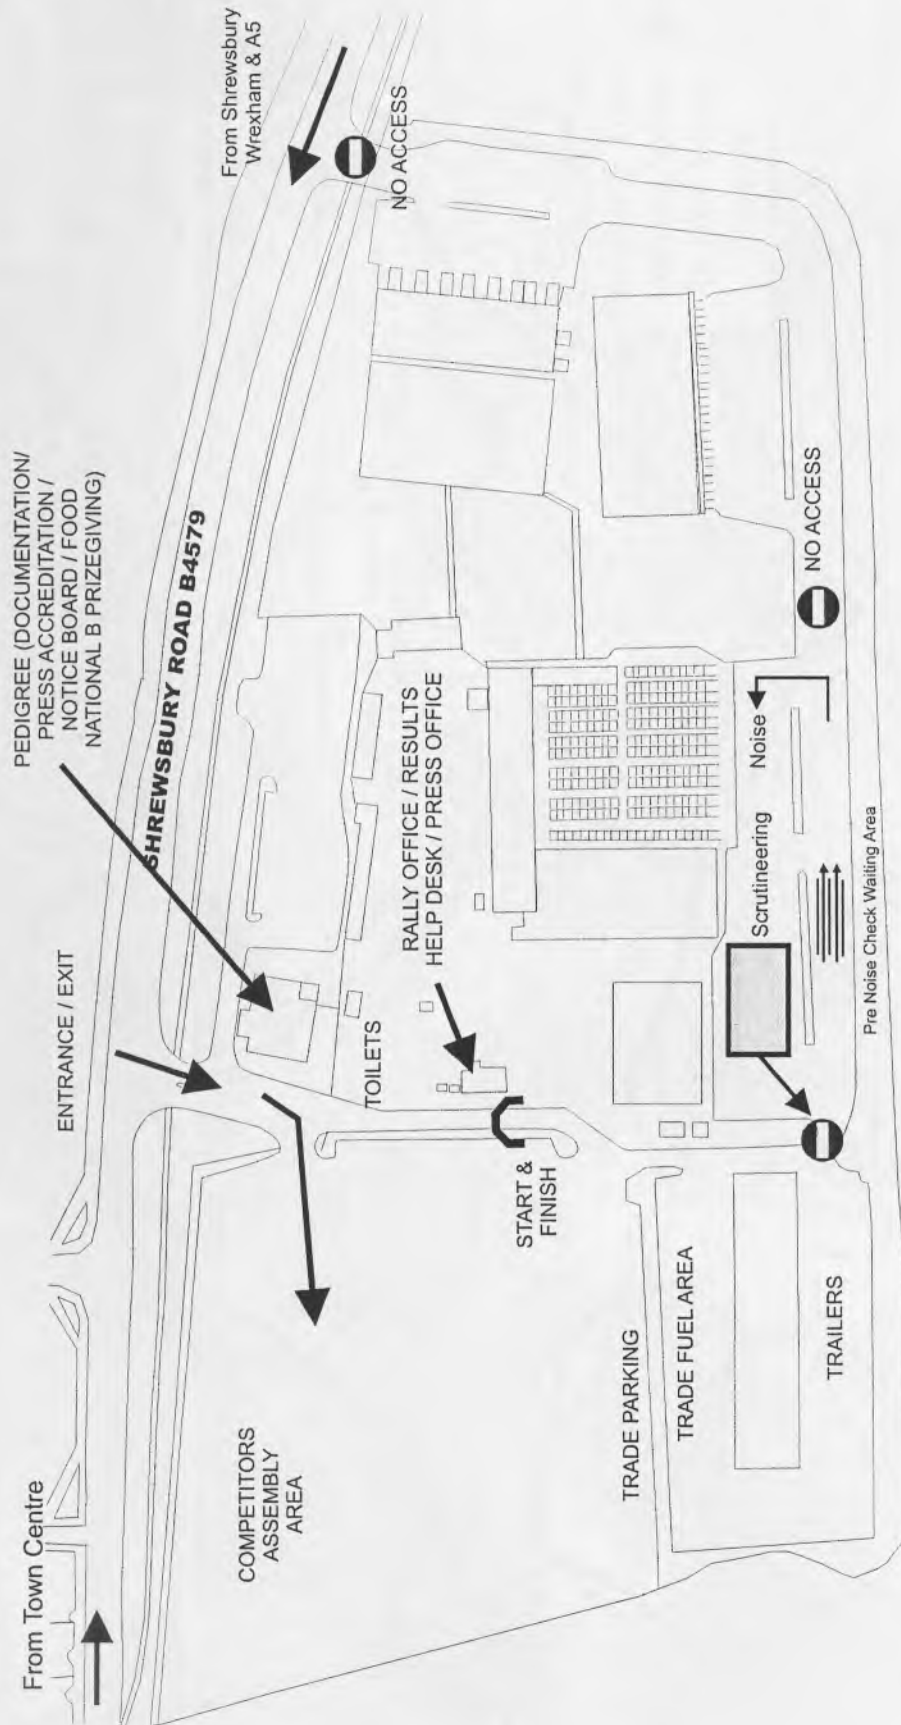 From Town Centre
ENTRANCE / EXIT
PEDIGREE (DOCUMENTATION/
PRESS ACCREDITATION /
NOTICE BOARD / FOOD
NATIONAL B PRIZEGIVING)
From Shrewsbury
Wrexham & A5
SHREWSBURY ROAD B4579
NO ACCESS
COMPETITORS
ASSEMBLY
AREA
TOILETS
RALLY OFFICE / RESULTS
HELP DESK / PRESS OFFICE
START &
FINISH
TRADE PARKING
TRADE FUEL AREA
TRAILERS
Scrutineering
Noise
NO ACCESS
Pre Noise Check Waiting Area